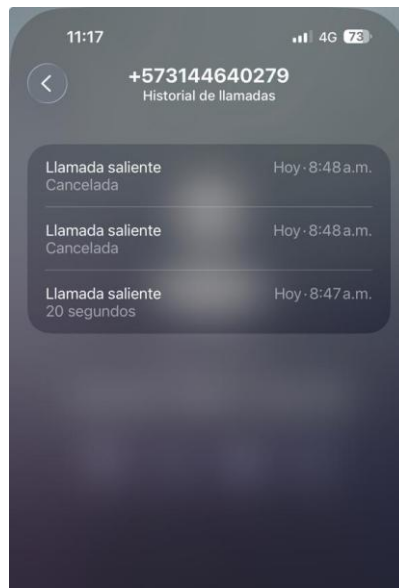 11:17
4G 73
+573144640279
Historial de llamadas
Llamada saliente
Hoy·8:48 a.m.
Cancelada
Llamada saliente
Hoy·8:48 a.m.
Cancelada
Llamada saliente
Hoy·8:47 a.m.
20 segundos